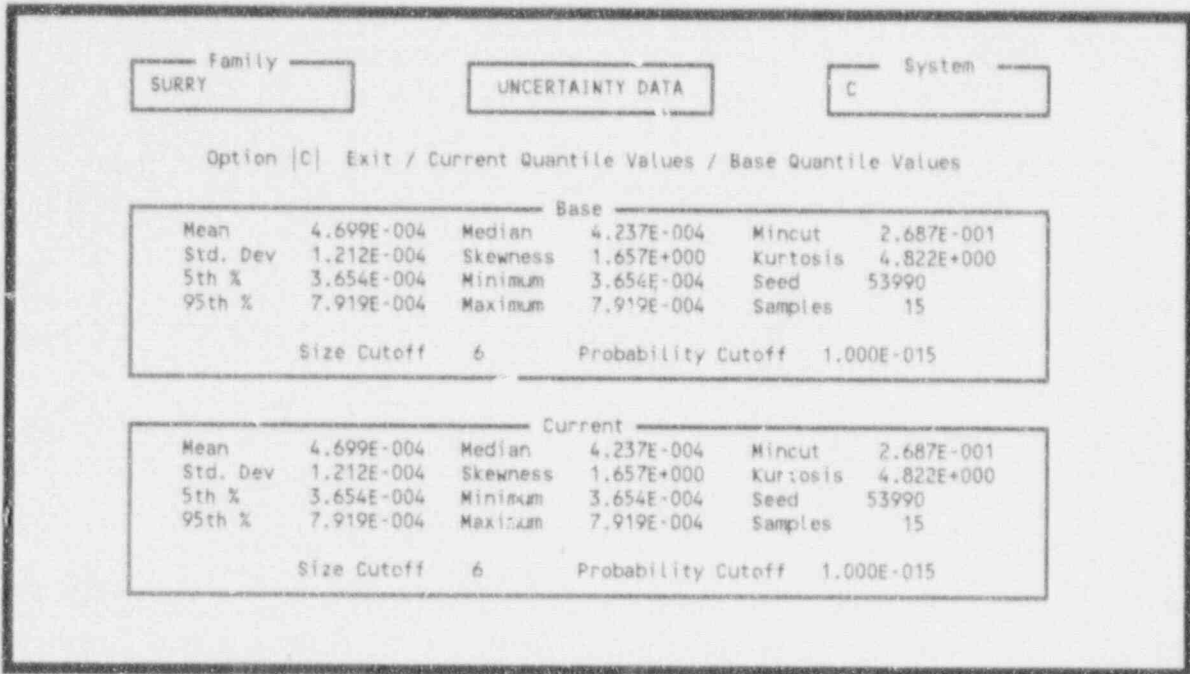 Family System
SURRY UNCERTAINTY DATA C
Option |C| Exit / Current Quantile Values / Base Quantile Values
Base
Mean 4.699E-004 Median 4.237E-004 Mincut 2.687E-001
Std. Dev 1.212E-004 Skewness 1.657E+000 Kurtosis 4.822E+000
5th % 3.654E-004 Minimum 3.654E-004 Seed 53990
95th % 7.919E-004 Maximum 7.919E-004 Samples 15
Size Cutoff 6 Probability Cutoff 1.000E-015
Current
Mean 4.699E-004 Median 4.237E-004 Mincut 2.687E-001
Std. Dev 1.212E-004 Skewness 1.657E+000 Kurtosis 4.822E+000
5th % 3.654E-004 Minimum 3.654E-004 Seed 53990
95th % 7.919E-004 Maximum 7.919E-004 Samples 15
Size Cutoff 6 Probability Cutoff 1.000E-015